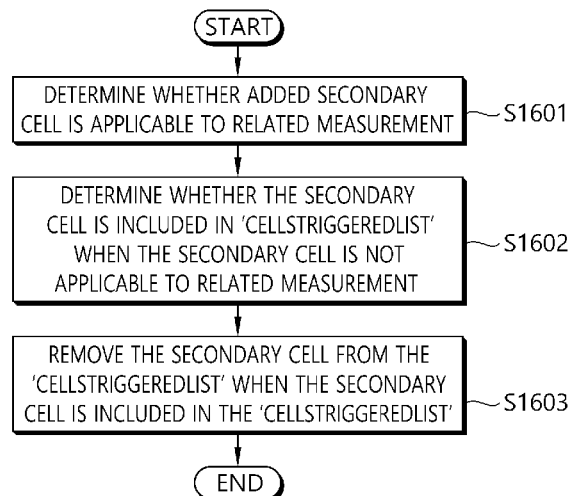 START
DETERMINE WHETHER ADDED SECONDARY
CELL IS APPLICABLE TO RELATED MEASUREMENT
S1601
DETERMINE WHETHER THE SECONDARY
CELL IS INCLUDED IN 'CELLSTRIGGEREDLIST'
WHEN THE SECONDARY CELL IS NOT
APPLICABLE TO RELATED MEASUREMENT
S1602
REMOVE THE SECONDARY CELL FROM THE
'CELLSTRIGGEREDLIST' WHEN THE SECONDARY
CELL IS INCLUDED IN THE 'CELLSTRIGGEREDLIST'
S1603
END